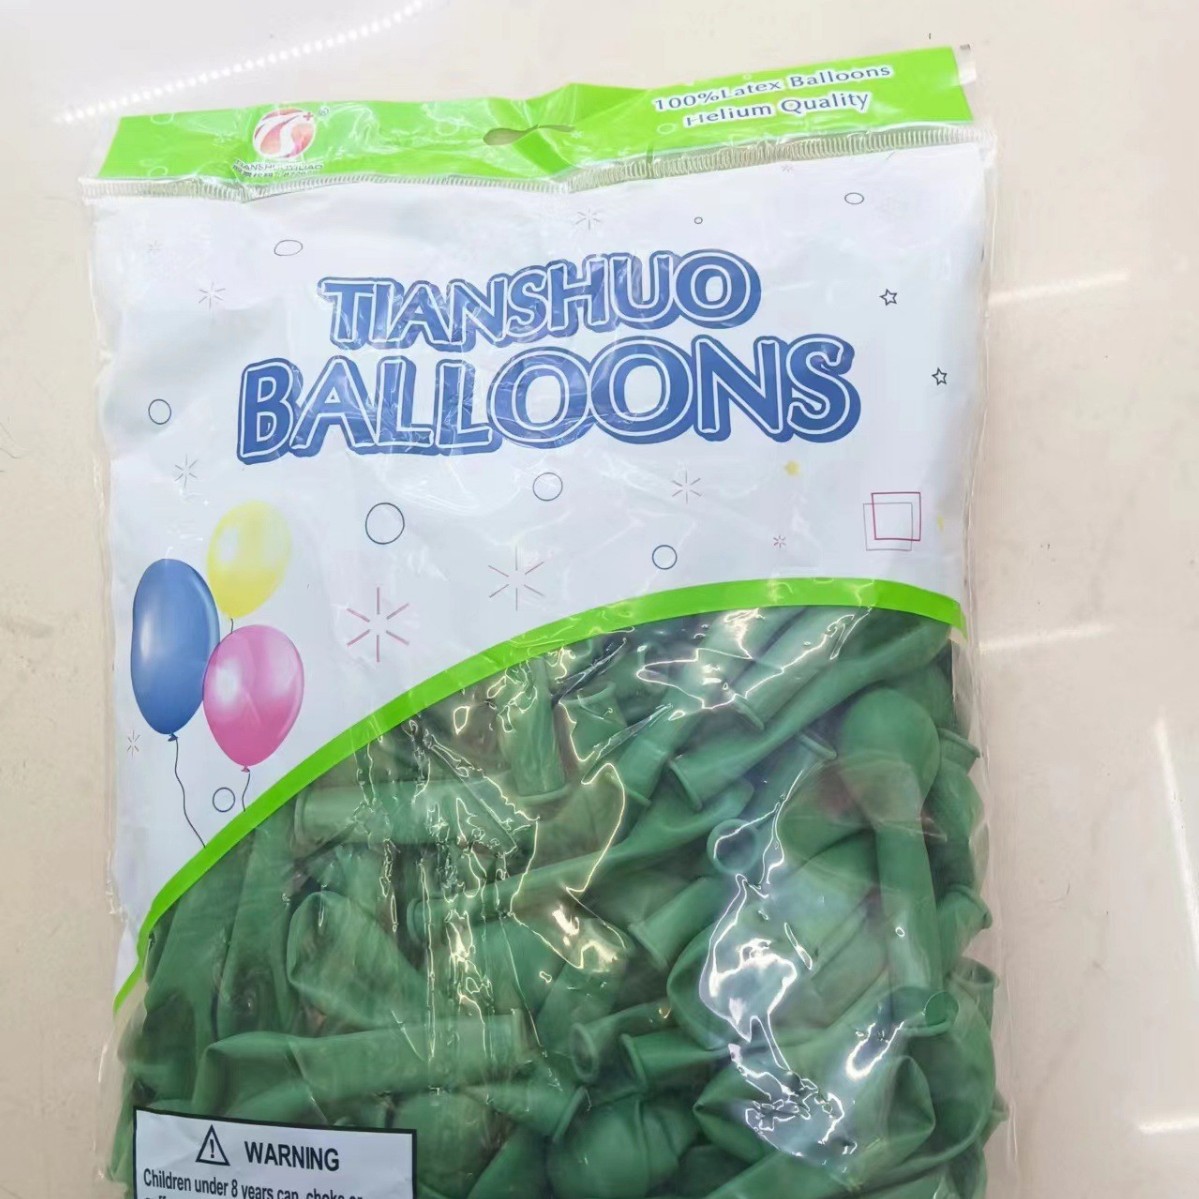 100%Latex Balloons
Helium Quality
TIANSHUO
BALLOONS
WARNING
Children under 8 years can choke or